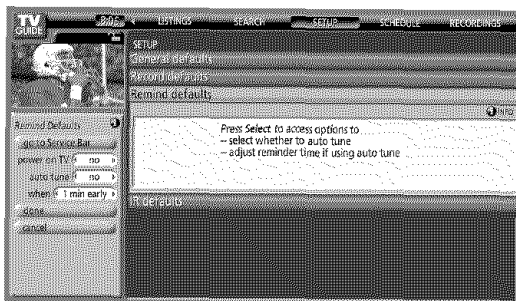 TV GUIDE
8:05
LISTINGS SEARCH SETUP SCHEDULE RECORDINGS
SETUP
General defaults
Record defaults
Remind defaults
INFO
Press Select to access options to
-- select whether to auto tune
-- adjust reminder time if using auto tune
IR defaults
Remind Defaults
go to Service Bar
power on TV no
auto tune no
when 1 min early
done
cancel